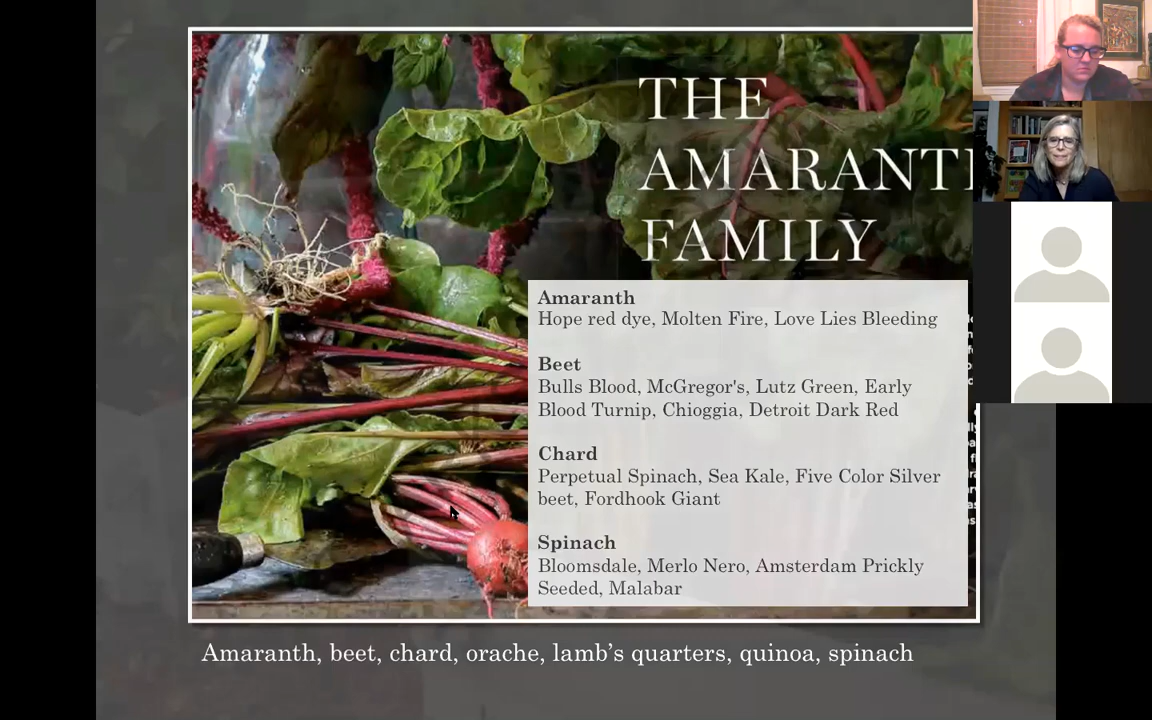 THE
AMARANT
FAMILY
Amaranth
Hope red dye, Molten Fire, Love Lies Bleeding
Beet
Bulls Blood, McGregor's, Lutz Green, Early
Blood Turnip, Chioggia, Detroit Dark Red
Chard
Perpetual Spinach, Sea Kale, Five Color Silver
beet, Fordhook Giant
Spinach
Bloomsdale, Merlo Nero, Amsterdam Prickly
Seeded, Malabar
Amaranth, beet, chard, orache, lamb’s quarters, quinoa, spinach